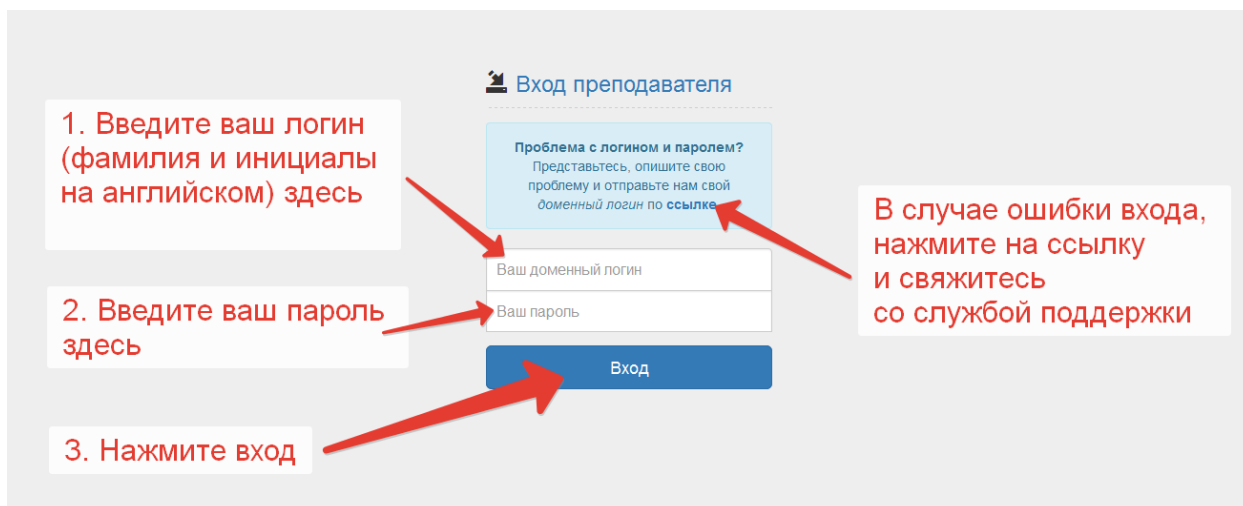 Вход преподавателя
1. Введите ваш логин
(фамилия и инициалы
на английском) здесь
Проблема с логином и паролем?
Представьтесь, опишите свою
проблему и отправьте нам свой
доменный логин по ссылке
В случае ошибки входа,
нажмите на ссылку
и свяжитесь
со службой поддержки
Ваш доменный логин
2. Введите ваш пароль
здесь
Ваш пароль
Вход
3. Нажмите вход